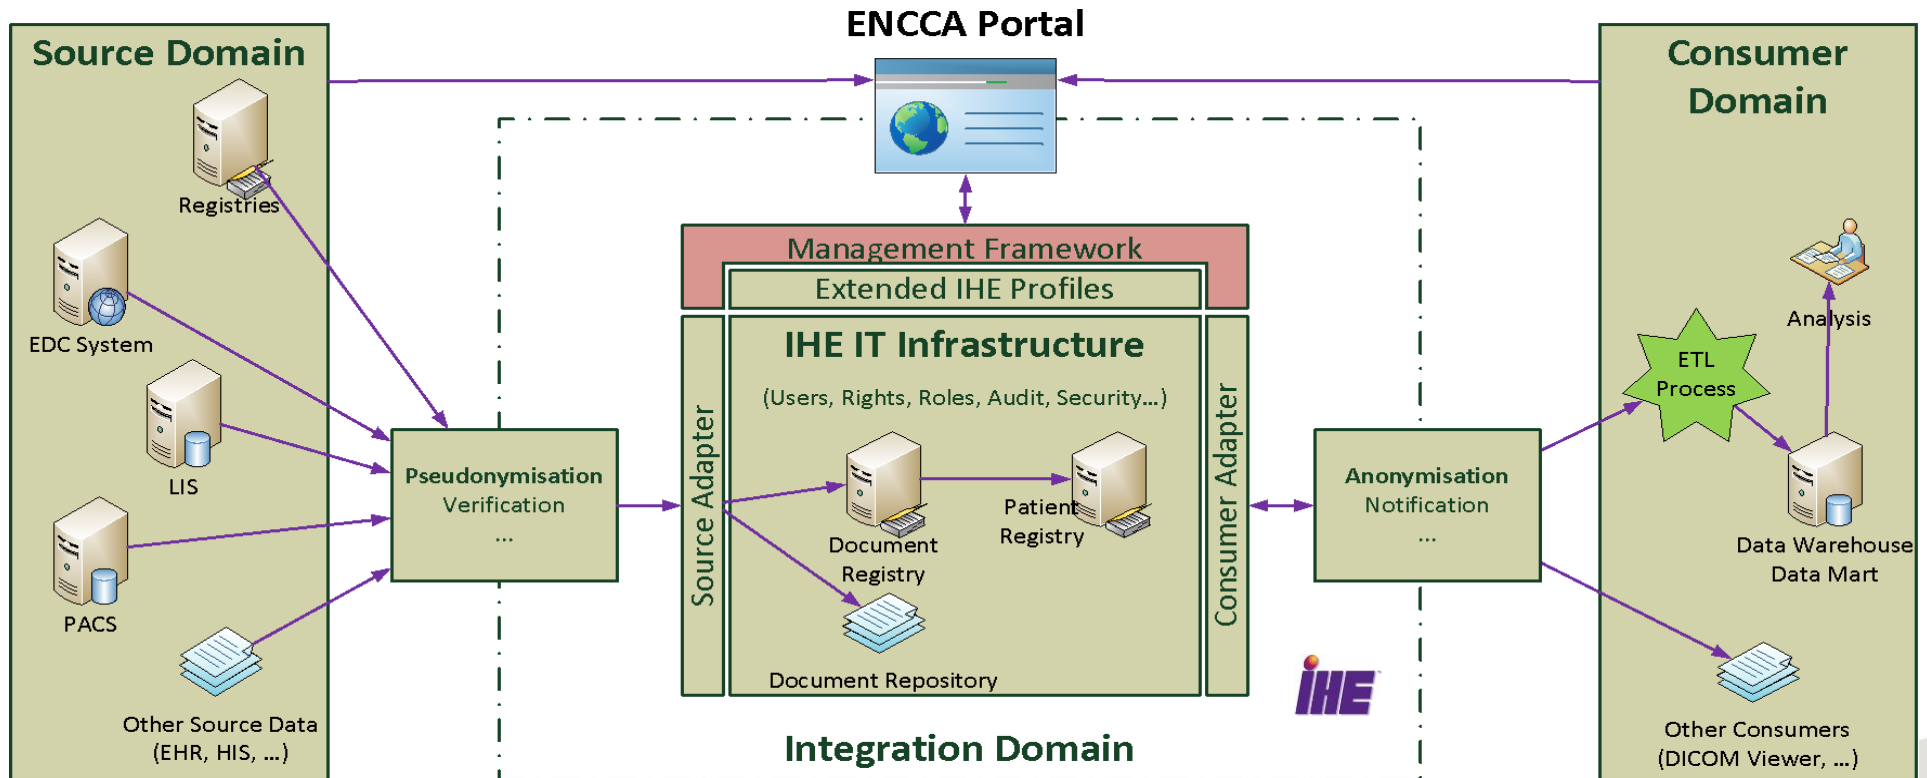 ENCCA Portal
Source Domain
Registries
EDC System
LIS
PACS
Other Source Data
(EHR, HIS, ...)
Pseudonymisation
Verification
...
Management Framework
Extended IHE Profiles
Source Adapter
IHE IT Infrastructure
(Users, Rights, Roles, Audit, Security...)
Document
Registry
Patient
Registry
Document Repository
Consumer Adapter
Integration Domain
IHE
Anonymisation
Notification
...
Consumer
Domain
Analysis
ETL
Process
Data Warehouse
Data Mart
Other Consumers
(DICOM Viewer, ...)